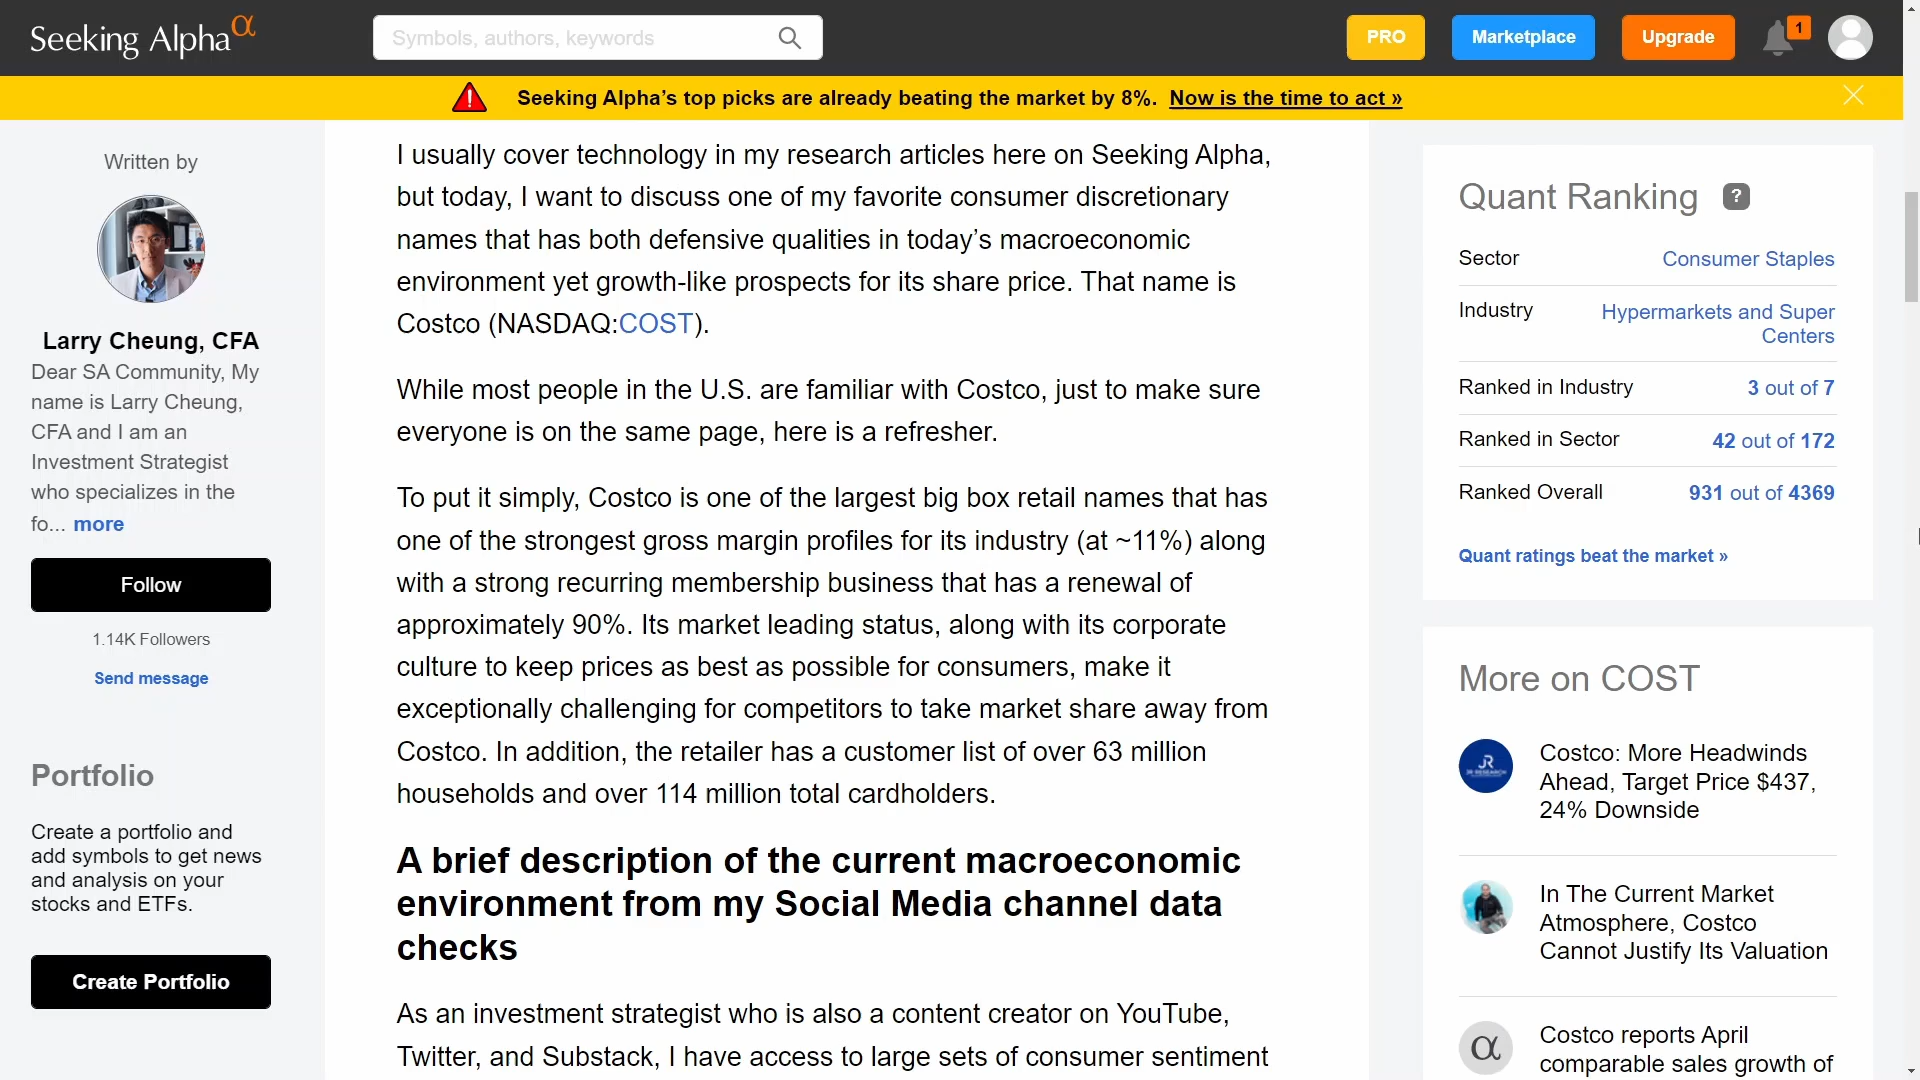 Seeking Alpha α
Symbols, authors, keywords
PRO
Marketplace
Upgrade
1
Seeking Alpha’s top picks are already beating the market by 8%. Now is the time to act »
Written by
Larry Cheung, CFA
Dear SA Community, My
name is Larry Cheung,
CFA and I am an
Investment Strategist
who specializes in the
fo... more
Follow
1.14K Followers
Send message
Portfolio
Create a portfolio and
add symbols to get news
and analysis on your
stocks and ETFs.
Create Portfolio
I usually cover technology in my research articles here on Seeking Alpha,
but today, I want to discuss one of my favorite consumer discretionary
names that has both defensive qualities in today’s macroeconomic
environment yet growth-like prospects for its share price. That name is
Costco (NASDAQ:COST).
While most people in the U.S. are familiar with Costco, just to make sure
everyone is on the same page, here is a refresher.
To put it simply, Costco is one of the largest big box retail names that has
one of the strongest gross margin profiles for its industry (at ~11%) along
with a strong recurring membership business that has a renewal of
approximately 90%. Its market leading status, along with its corporate
culture to keep prices as best as possible for consumers, make it
exceptionally challenging for competitors to take market share away from
Costco. In addition, the retailer has a customer list of over 63 million
households and over 114 million total cardholders.
A brief description of the current macroeconomic
environment from my Social Media channel data
checks
As an investment strategist who is also a content creator on YouTube,
Twitter, and Substack, I have access to large sets of consumer sentiment
Quant Ranking ?
Sector Consumer Staples
Industry Hypermarkets and Super
Centers
Ranked in Industry 3 out of 7
Ranked in Sector 42 out of 172
Ranked Overall 931 out of 4369
Quant ratings beat the market »
More on COST
JR
JR RESEARCH
Costco: More Headwinds
Ahead, Target Price $437,
24% Downside
In The Current Market
Atmosphere, Costco
Cannot Justify Its Valuation
α
Costco reports April
comparable sales growth of